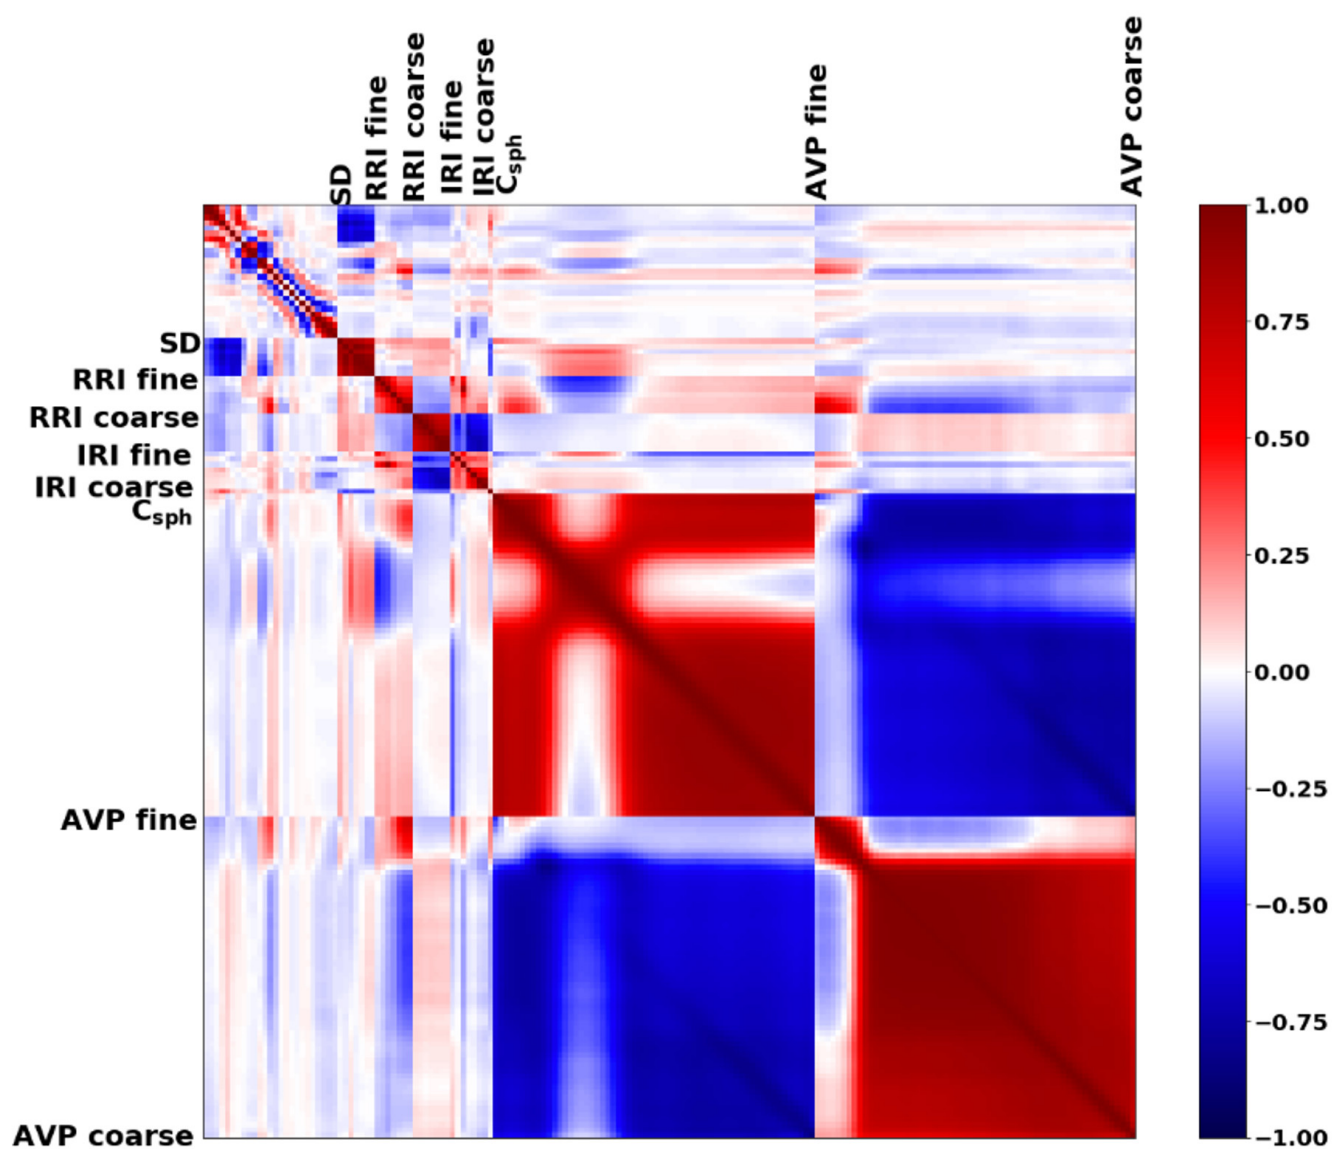 SD
RRI fine
RRI coarse
IRI fine
IRI coarse
Csph
AVP fine
AVP coarse
SD
RRI fine
RRI coarse
IRI fine
IRI coarse
Csph
AVP fine
AVP coarse
1.00
0.75
0.50
0.25
0.00
−0.25
−0.50
−0.75
−1.00